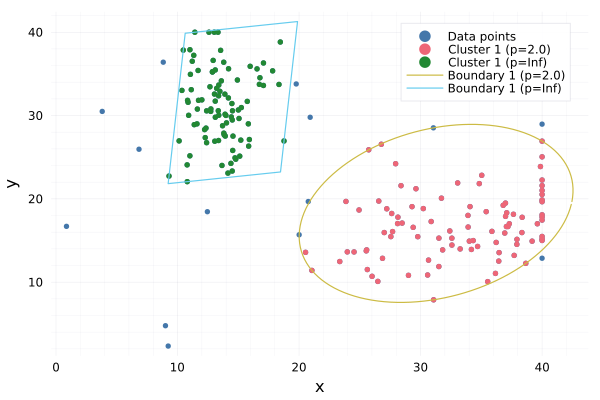 40
30
20
10
y
Data points
Cluster 1 (p=2.0)
Cluster 1 (p=Inf)
Boundary 1 (p=2.0)
Boundary 1 (p=Inf)
0 10 20 30 40
x